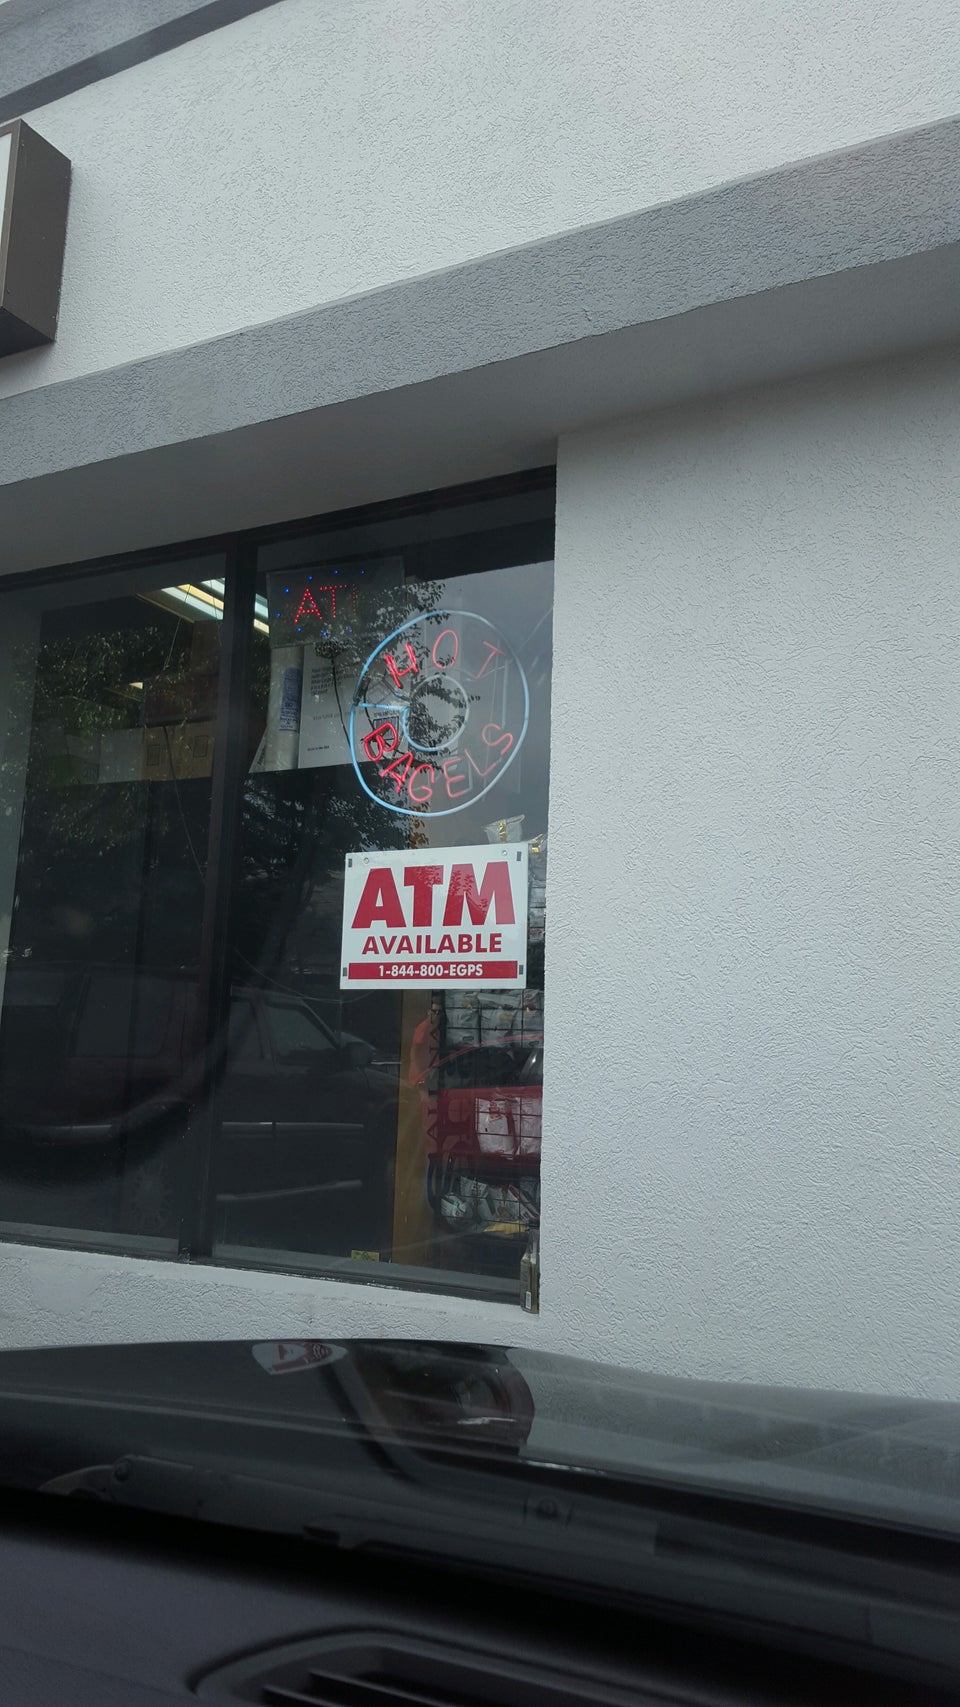 HOT
BAGELS
ATM
AVAILABLE
1-844-800-EGPS